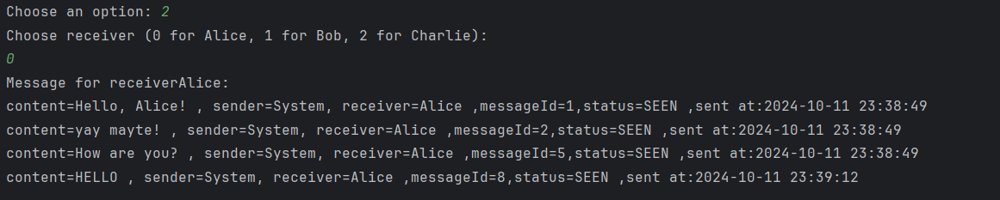 Choose an option: 2
Choose receiver (0 for Alice, 1 for Bob, 2 for Charlie):
0
Message for receiverAlice:
content=Hello, Alice! , sender=System, receiver=Alice ,messageId=1,status=SEEN ,sent at:2024-10-11 23:38:49
content=yay mayte! , sender=System, receiver=Alice ,messageId=2,status=SEEN ,sent at:2024-10-11 23:38:49
content=How are you? , sender=System, receiver=Alice ,messageId=5,status=SEEN ,sent at:2024-10-11 23:38:49
content=HELLO , sender=System, receiver=Alice ,messageId=8,status=SEEN ,sent at:2024-10-11 23:39:12